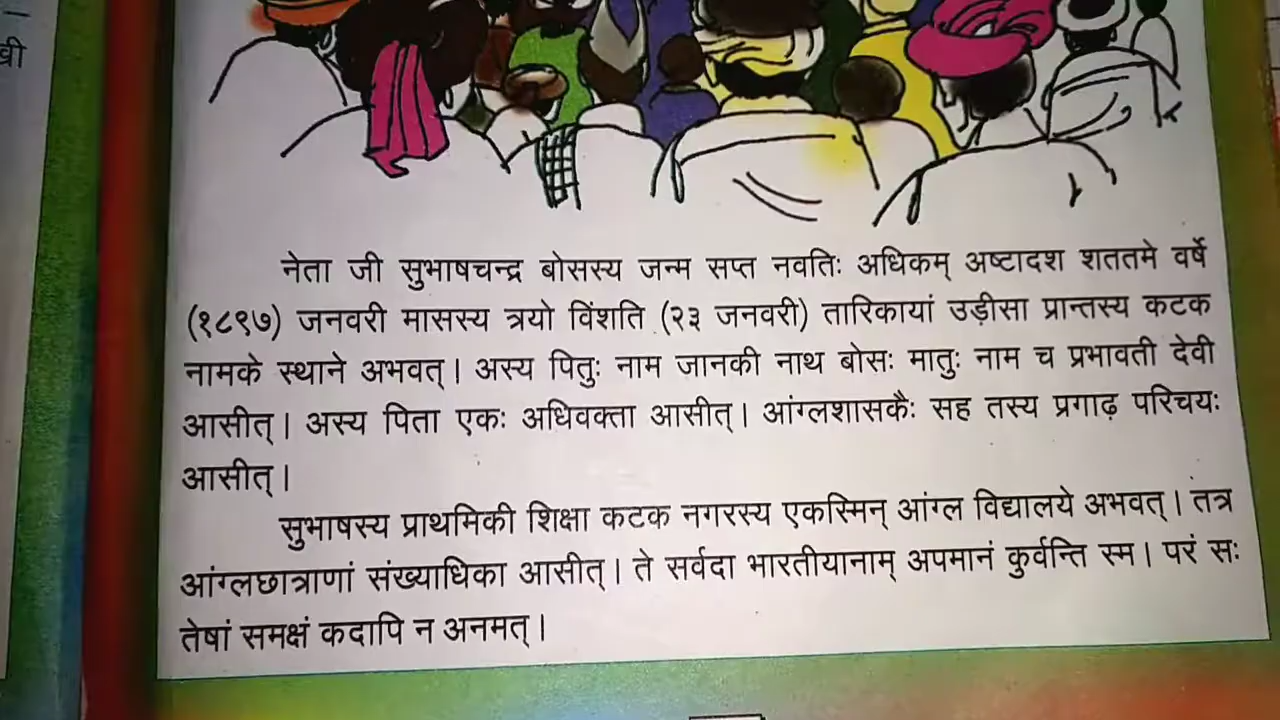 नेता जी सुभाषचन्द्र बोसस्य जन्म सप्त नवतिः अधिकम् अष्टादश शततमे वर्षे
(१८९७) जनवरी मासस्य त्रयो विंशति (२३ जनवरी) तारिकायां उड़ीसा प्रान्तस्य कटक
नामके स्थाने अभवत्। अस्य पितुः नाम जानकी नाथ बोसः मातुः नाम च प्रभावती देवी
आसीत्। अस्य पिता एकः अधिवक्ता आसीत्। आंग्लशासकैः सह तस्य प्रगाढ़ परिचयः
आसीत्।
सुभाषस्य प्राथमिकी शिक्षा कटक नगरस्य एकस्मिन् आंग्ल विद्यालये अभवत्। तत्र
आंग्लछात्राणां संख्याधिका आसीत्। ते सर्वदा भारतीयानाम् अपमानं कुर्वन्ति स्म। परं सः
तेषां समक्षं कदापि न अनमत्।